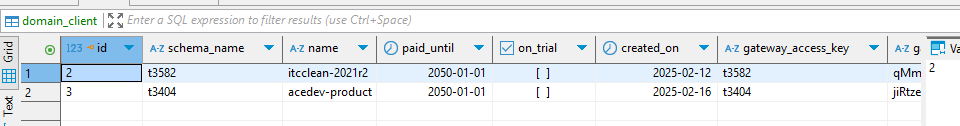 domain_client Enter a SQL expression to filter results (use Ctrl+Space)
Grid 123 id A-Z schema_name A-Z name paid_until on_trial created_on A-Z gateway_access_key A-Z ga Va
1 2 t3582 itcclean-2021r2 2050-01-01 [ ] 2025-02-12 t3582 qMm 2
2 3 t3404 acedev-product 2050-01-01 [ ] 2025-02-16 t3404 jiRtze
Text